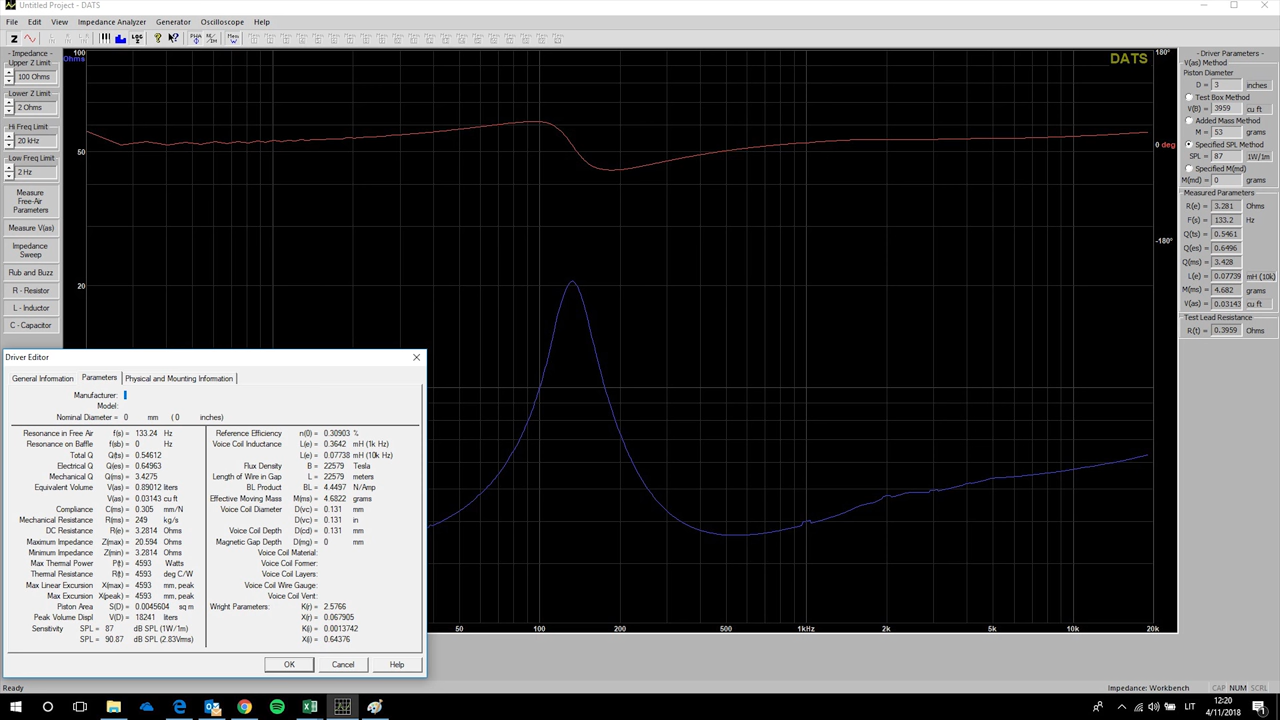 Untitled Project - DATS
File Edit View Impedance Analyzer Generator Oscilloscope Help
- Impedance -
Upper Z Limit
100 Ohms
Lower Z Limit
2 Ohms
Hi Freq Limit
20 kHz
Low Freq Limit
2 Hz
Measure
Free-Air
Parameters
Measure V(as)
Impedance
Sweep
Rub and Buzz
R - Resistor
L - Inductor
C - Capacitor
100
Ohms
50
20
DATS
180°
0 deg
-180°
50 100 200 500 1kHz 2k 5k 10k 20k
- Driver Parameters -
V(as) Method
Piston Diameter
D = 3 inches
Test Box Method
V(B) = 3959 cu ft
Added Mass Method
M = 53 grams
Specified SPL Method
SPL = 87 1W/1m
Specified M(md)
M(md) = 0 grams
Measured Parameters
R(e) = 3.281 Ohms
F(s) = 133.2 Hz
Q(ts) = 0.5461
Q(es) = 0.6496
Q(ms) = 3.428
L(e) = 0.07739 mH (10k)
M(ms) = 4.682 grams
V(as) = 0.03143 cu ft
Test Lead Resistance
R(t) = 0.3959 Ohms
Driver Editor
General Information Parameters Physical and Mounting Information
Manufacturer:
Model:
Nominal Diameter = 0 mm ( 0 inches)
Resonance in Free Air f(s) = 133.24 Hz
Resonance on Baffle f(sb) = 0 Hz
Total Q Q(ts) = 0.54612
Electrical Q Q(es) = 0.64963
Mechanical Q Q(ms) = 3.4275
Equivalent Volume V(as) = 0.89012 liters
V(as) = 0.03143 cu ft
Compliance C(ms) = 0.305 mm/N
Mechanical Resistance R(ms) = 249 kg/s
DC Resistance R(e) = 3.2814 Ohms
Maximum Impedance Z(max) = 20.594 Ohms
Minimum Impedance Z(min) = 3.2814 Ohms
Max Thermal Power P(t) = 4593 Watts
Thermal Resistance R(t) = 4593 deg C/W
Max Linear Excursion X(max) = 4593 mm, peak
Max Excursion X(peak) = 4593 mm, peak
Piston Area S(D) = 0.0045604 sq m
Peak Volume Displ V(D) = 18241 liters
Sensitivity SPL = 87 dB SPL (1W/1m)
SPL = 90.87 dB SPL (2.83Vrms)
Reference Efficiency n(0) = 0.30903 %
Voice Coil Inductance L(e) = 0.3642 mH (1k Hz)
L(e) = 0.07738 mH (10k Hz)
Flux Density B = 22579 Tesla
Length of Wire in Gap L = 22579 meters
BL Product BL = 4.4497 N/Amp
Effective Moving Mass M(ms) = 4.6822 grams
Voice Coil Diameter D(vc) = 0.131 mm
D(vc) = 0.131 in
Voice Coil Depth D(cd) = 0.131 mm
Magnetic Gap Depth D(mg) = 0 mm
Voice Coil Material:
Voice Coil Former:
Voice Coil Layers:
Voice Coil Wire Gauge:
Voice Coil Vent:
Wright Parameters: K(r) = 2.5766
X(r) = 0.067905
K(i) = 0.0013742
X(i) = 0.64376
OK Cancel Help
Ready
Impedance: Workbench CAP NUM SCRL
LIT
12:20
4/11/2018